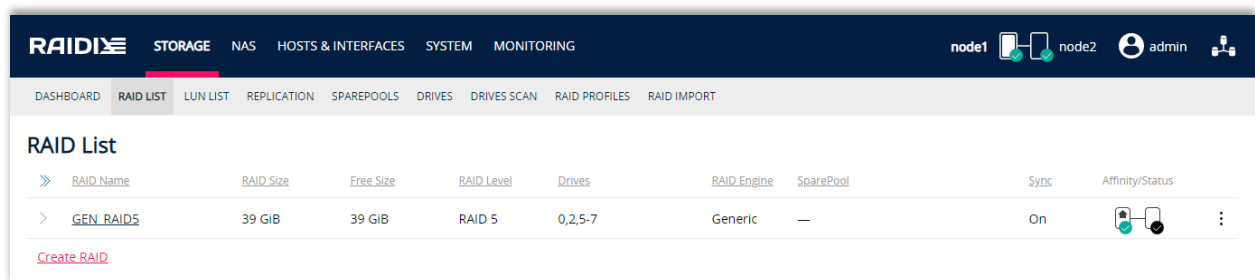 RAIDIX STORAGE NAS HOSTS & INTERFACES SYSTEM MONITORING node1 node2 admin
DASHBOARD RAID LIST LUN LIST REPLICATION SPAREPOOLS DRIVES DRIVES SCAN RAID PROFILES RAID IMPORT
RAID List
RAID Name RAID Size Free Size RAID Level Drives RAID Engine SparePool Sync Affinity/Status
GEN_RAID5 39 GiB 39 GiB RAID 5 0,2,5-7 Generic — On
Create RAID